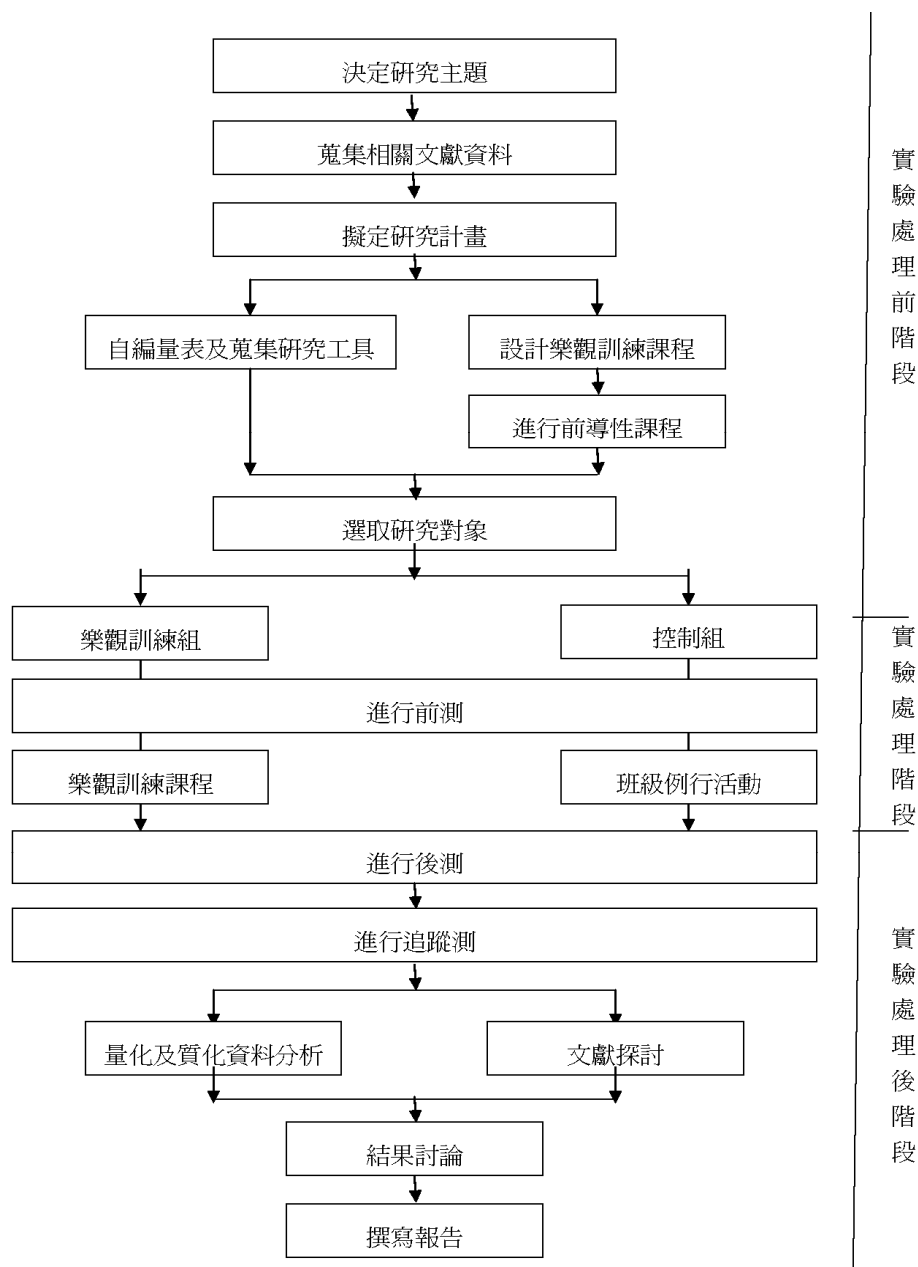 決定研究主題
蒐集相關文獻資料
擬定研究計畫
自編量表及蒐集研究工具
設計樂觀訓練課程
進行前導性課程
選取研究對象
樂觀訓練組
控制組
進行前測
樂觀訓練課程
班級例行活動
進行後測
進行追蹤測
量化及質化資料分析
文獻探討
結果討論
撰寫報告
實驗處理前階段
實驗處理階段
實驗處理後階段